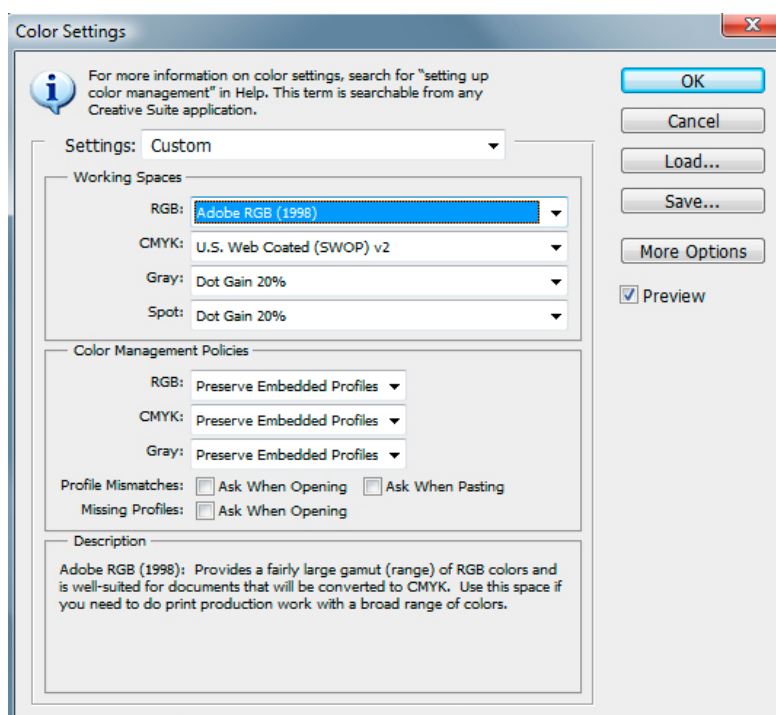 Color Settings
For more information on color settings, search for “setting up
color management” in Help. This term is searchable from any
Creative Suite application.
OK
Cancel
Load...
Save...
More Options
Preview
Settings: Custom
Working Spaces
RGB: Adobe RGB (1998)
CMYK: U.S. Web Coated (SWOP) v2
Gray: Dot Gain 20%
Spot: Dot Gain 20%
Color Management Policies
RGB: Preserve Embedded Profiles
CMYK: Preserve Embedded Profiles
Gray: Preserve Embedded Profiles
Profile Mismatches: Ask When Opening Ask When Pasting
Missing Profiles: Ask When Opening
Description
Adobe RGB (1998): Provides a fairly large gamut (range) of RGB colors and
is well-suited for documents that will be converted to CMYK. Use this space if
you need to do print production work with a broad range of colors.